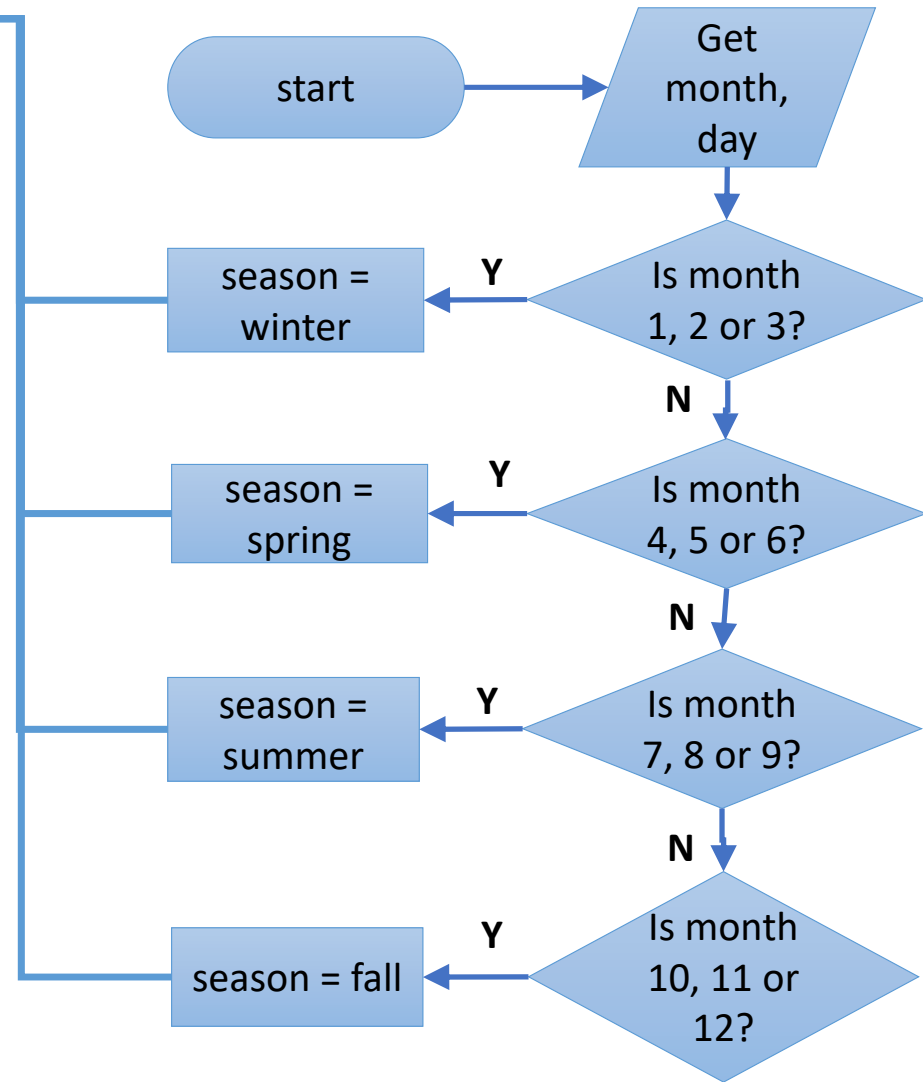 start
Get
month,
day
season =
winter
Y
Is month
1, 2 or 3?
N
season =
spring
Y
Is month
4, 5 or 6?
N
season =
summer
Y
Is month
7, 8 or 9?
N
season = fall
Y
Is month
10, 11 or
12?